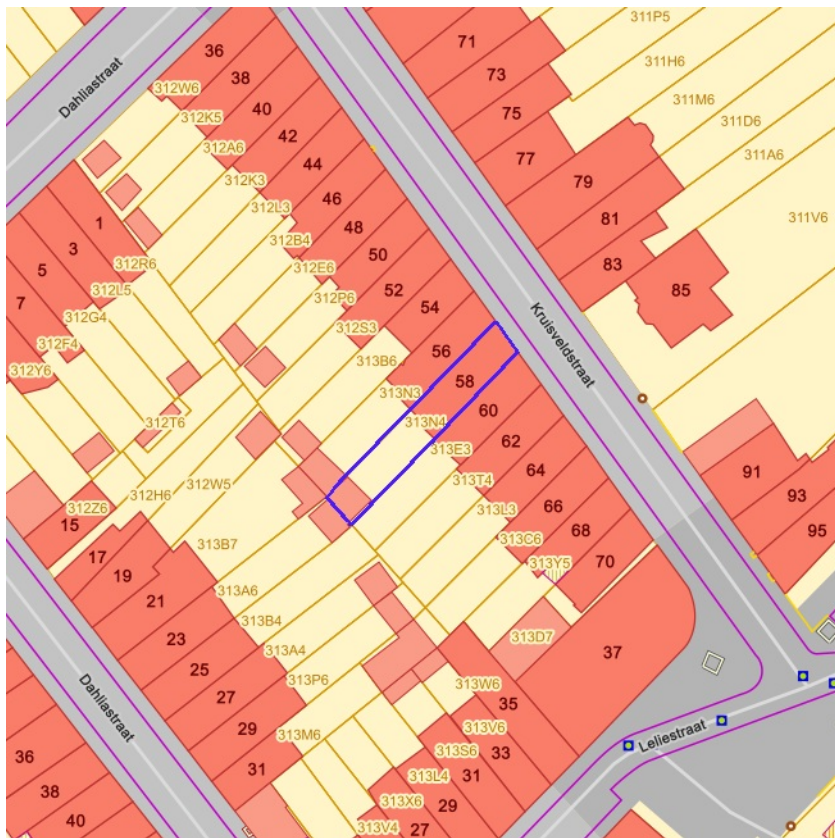 311P5
36
71
311H6
Dahliastraat
38
73
312W6
311M6
40
75
312K5
311D6
42
312A6
77
311A6
44
312K3
79
46
312L3
81
311V6
1
48
312B4
3
50
83
312R6
312E6
5
52
85
312L5
312P6
7
54
312G4
312S3
Kruisveldstraat
312F4
56
313B6
312Y6
58
313N3
60
312T6
313N4
62
313E3
64
91
312W5
313T4
312H6
66
93
312Z6
313L3
15
68
95
313C6
313B7
17
70
313Y5
19
313A6
21
313B4
313D7
23
313A4
37
25
313P6
313W6
27
35
Dahliastraat
313V6
29
313M6
Leliestraat
313S6
33
31
36
313L4
31
38
313X6
29
40
313V4
27